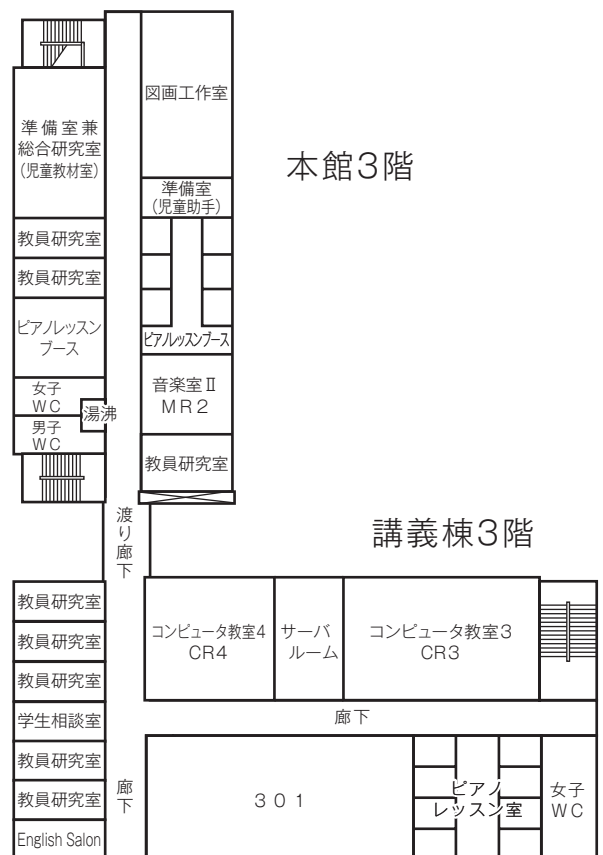 本館3階
図画工作室
準備室兼
総合研究室
(児童教材室)
準備室
(児童助手)
教員研究室
教員研究室
ピアノレッスン
ブース
ピアノレッスンブース
音楽室Ⅱ
MR2
女子
WC
湯沸
男子
WC
教員研究室
渡り廊下
講義棟3階
教員研究室
教員研究室
教員研究室
学生相談室
教員研究室
教員研究室
English Salon
コンピュータ教室4
CR4
サーバ
ルーム
コンピュータ教室3
CR3
廊下
廊下
301
ピアノ
レッスン室
女子
WC